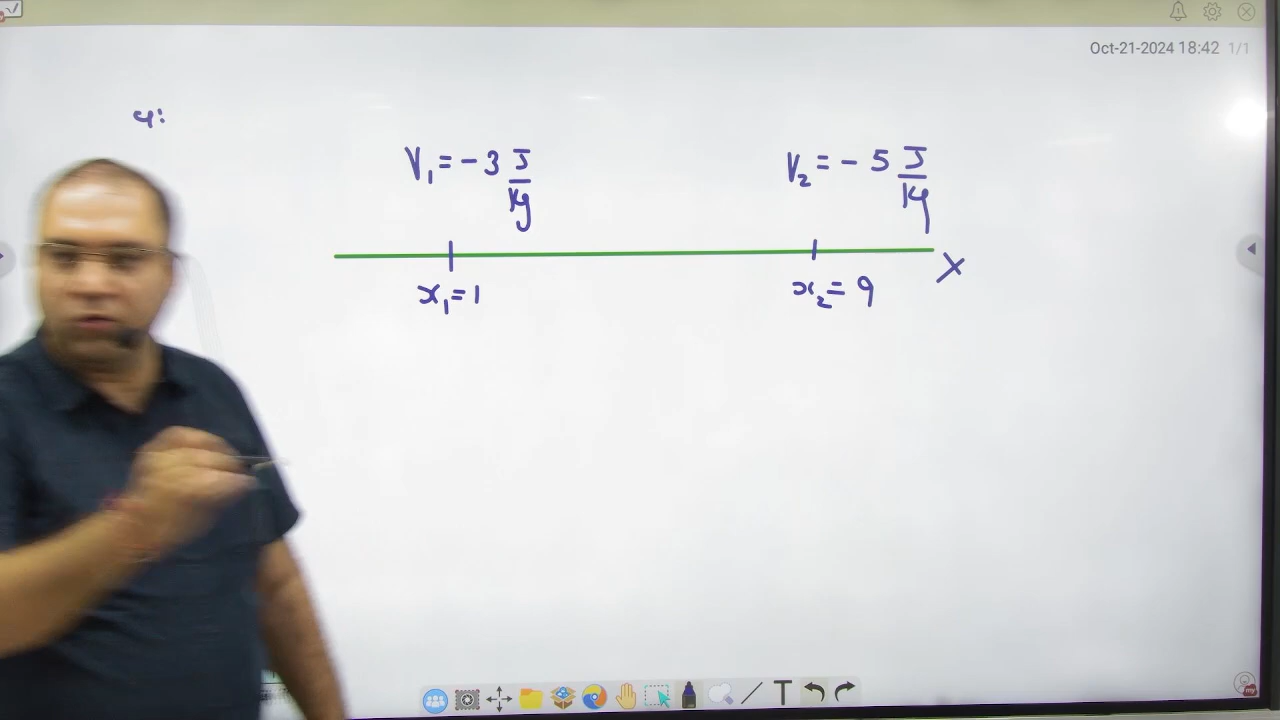 Oct-21-2024 18:42 1/1
4:
V₁ = - 3 J/kg
V₂ = - 5 J/kg
x₁ = 1
x₂ = 9
X
T